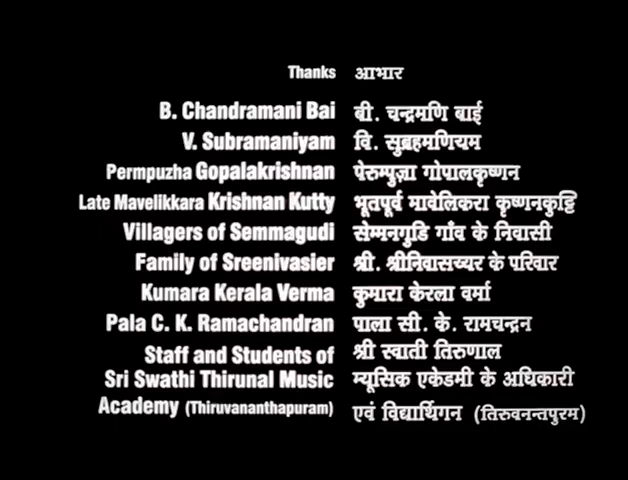 Thanks आभार
B. Chandramani Bai बी. चन्द्रमणि बाई
V. Subramaniyam वि. सुब्रहमणियम
Permpuzha Gopalakrishnan पेरुम्पुज़ा गोपालकृष्णन
Late Mavelikkara Krishnan Kutty भूतपूर्व मावेलिकरा कृष्णनकुट्टि
Villagers of Semmagudi सेम्मनगुडि गाँव के निवासी
Family of Sreenivasier श्री. श्रीनिवासय्यर के परिवार
Kumara Kerala Verma कुमारा केरला वर्मा
Pala C. K. Ramachandran पाला सी. के. रामचन्द्रन
Staff and Students of श्री स्वाती तिरुणाल
Sri Swathi Thirunal Music म्यूसिक एकेडमी के अधिकारी
Academy (Thiruvananthapuram) एवं विद्यार्थिगन (तिरुवनन्तपुरम)